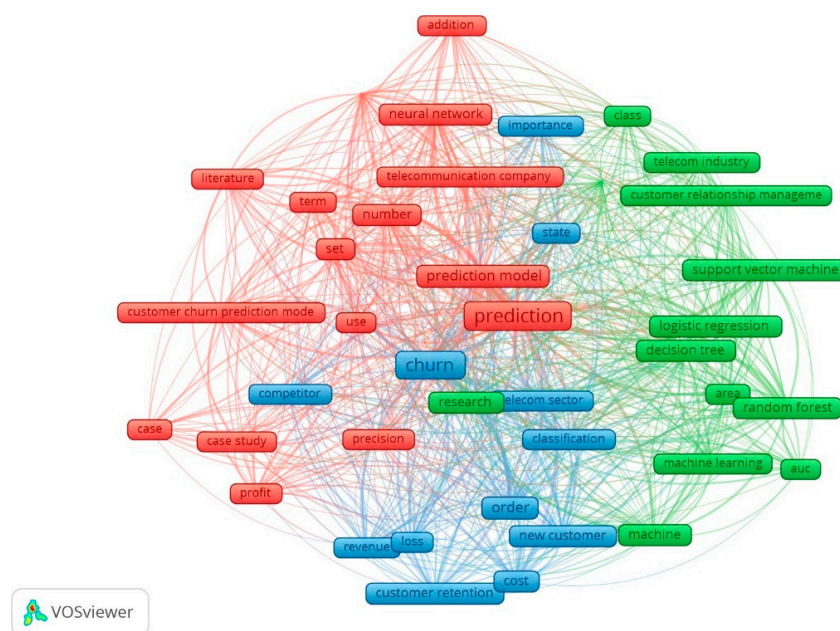 addition
neural network
class
importance
telecom industry
telecommunication company
literature
customer relationship manageme
term
number
state
set
prediction model
support vector machine
customer churn prediction mode
prediction
use
logistic regression
decision tree
churn
competitor
research
telecom sector
area
random forest
case
case study
precision
classification
machine learning
auc
profit
order
new customer
machine
revenue
loss
cost
customer retention
VOSviewer